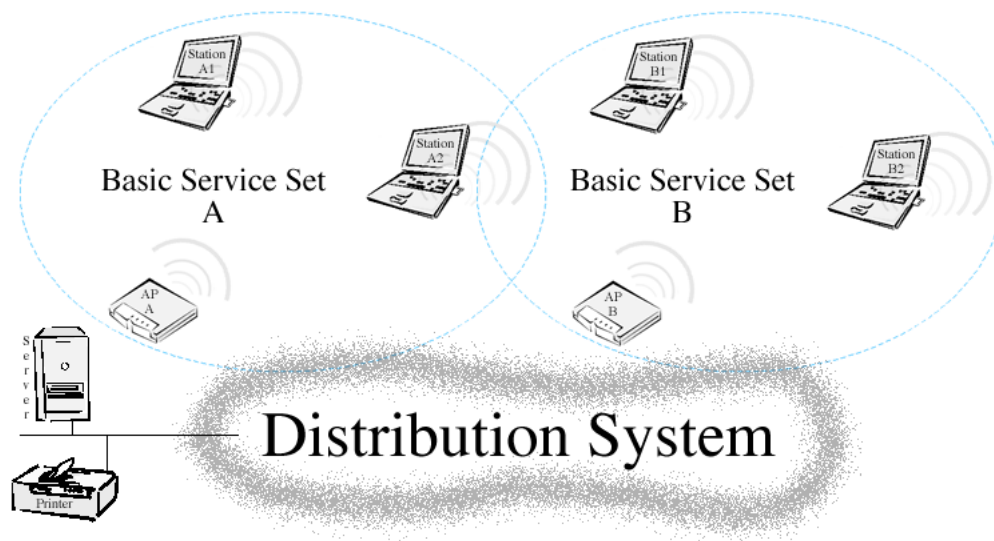 Station
A1
Station
B1
Station
A2
Station
B2
Basic Service Set
A
Basic Service Set
B
AP
A
AP
B
Server
Distribution System
Printer